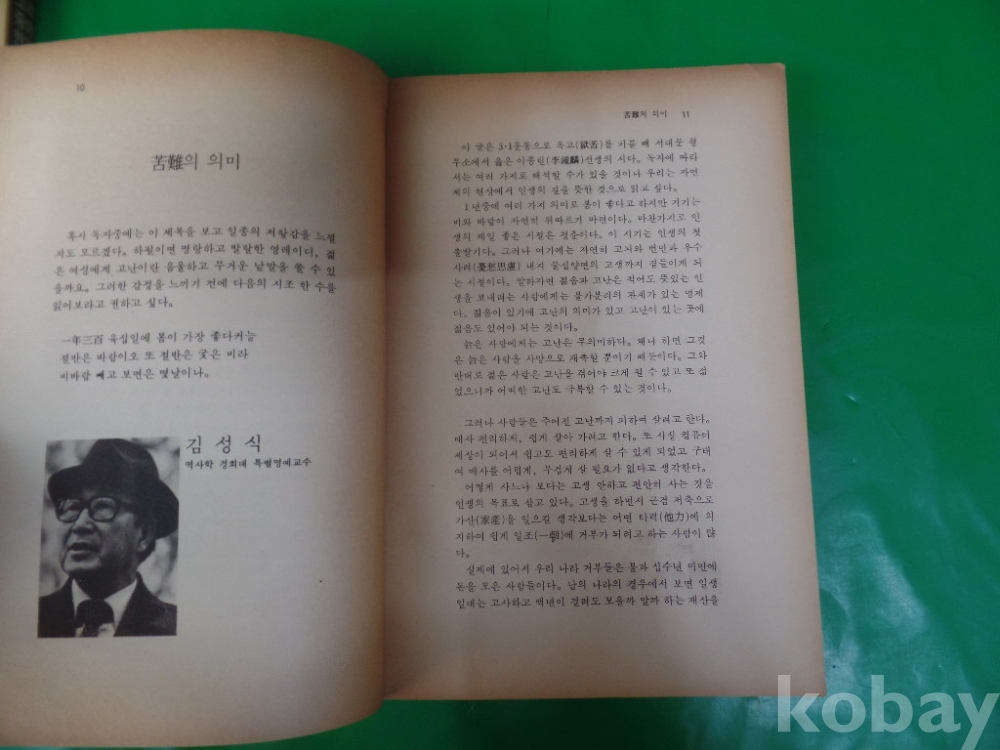 10
苦難의 의미
혹시 독자중에는 이 제목을 보고 일종의 저항감을 느낄
지도 모르겠다. 하필이면 명랑하고 발랄한 영레이디, 젊
은 여성에게 고난이란 음울하고 무거운 낱말을 쓸 수 있
을까요. 그러한 감정을 느끼기 전에 다음의 시조 한 수를
읽어보라고 권하고 싶다.
一年三百 육십일에 봄이 가장 좋다커늘
절반은 바람이오 또 절반은 궂은 비라
비바람 빼고 보면은 몇날이나.
김성식
역사학 경희대 특별명예교수
苦難의 의미 11
이 글은 3·1운동으로 옥고(獄苦)를 치룰 때 서대문 형
무소에서 읊은 이종린(李鍾麟)선생의 시다. 독자에 따라
서는 여러 가지로 해석할 수가 있을 것이나 우리는 자연
계의 현상에서 인생의 길을 뜻한 것으로 읽고 싶다.
1년중에 여러 가지 의미로 봄이 좋다고 하지만 거기는
비와 바람이 자연히 뒤따르기 마련이다. 마찬가지로 인
생의 제일 좋은 시절은 청춘이다. 이 시기는 인생의 첫
출발기다. 그러나 여기에는 자연히 고뇌와 번민과 우수
사려(憂愁思慮) 내지 물심양면의 고생까지 곁들이게 되
는 시절이다. 말하자면 젊음과 고난은 적어도 뜻있는 인
생을 보내려는 사람에게는 불가분리의 관계가 있는 명제
다. 젊음이 있기에 고난의 의미가 있고 고난이 있는 곳에
젊음도 있어야 되는 것이다.
늙은 사람에게는 고난은 무의미하다. 왜냐 하면 그것
은 늙은 사람을 사망으로 재촉할 뿐이기 때문이다. 그와
반대로 젊은 사람은 고난을 겪어야 크게 될 수 있고 또 젊
었으니까 어떠한 고난도 극복할 수 있는 것이다.
그러나 사람들은 주어진 고난까지 피하며 살려고 한다.
매사 편리하게, 쉽게 살아 가려고 한다. 또 사실 컴퓨터
세상이 되어서 쉽고도 편리하게 살 수 있게 되었고 구태
여 매사를 어렵게, 무겁게 살 필요가 없다고 생각한다.
어떻게 사느냐 보다는 고생 안하고 편안히 사는 것을
인생의 목표로 삼고 있다. 고생을 하면서 근검 저축으로
가산(家産)을 일으킬 생각보다는 어떤 타력(他力)에 의
지하여 쉽게 일조(一朝)에 거부가 되려고 하는 사람이 많
다.
실제에 있어서 우리 나라 거부들은 불과 십수년 미만에
돈을 모은 사람들이다. 남의 나라의 경우에서 보면 일생
일대는 고사하고 백년이 걸려도 모을까 말까 하는 재산을
kobay